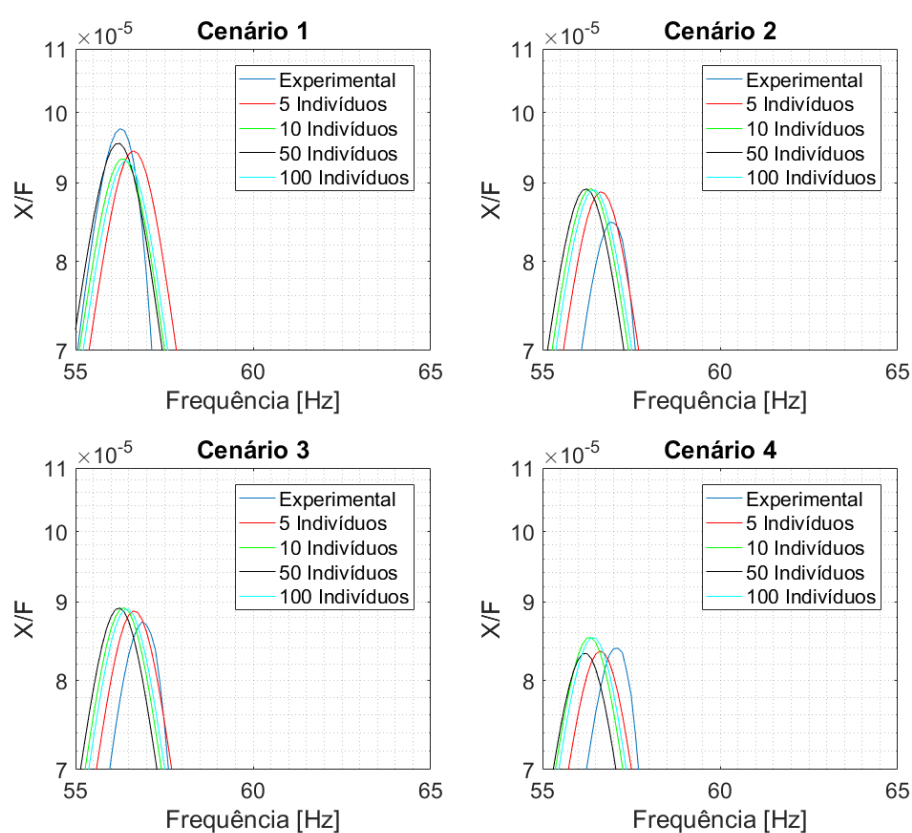 ×10-5
Cenário 1
11
10
9
8
7
X/F
Experimental
5 Indivíduos
10 Indivíduos
50 Indivíduos
100 Indivíduos
55
60
65
Frequência [Hz]
×10-5
Cenário 2
11
10
9
8
7
X/F
Experimental
5 Indivíduos
10 Indivíduos
50 Indivíduos
100 Indivíduos
55
60
65
Frequência [Hz]
×10-5
Cenário 3
11
10
9
8
7
X/F
Experimental
5 Indivíduos
10 Indivíduos
50 Indivíduos
100 Indivíduos
55
60
65
Frequência [Hz]
×10-5
Cenário 4
11
10
9
8
7
X/F
Experimental
5 Indivíduos
10 Indivíduos
50 Indivíduos
100 Indivíduos
55
60
65
Frequência [Hz]